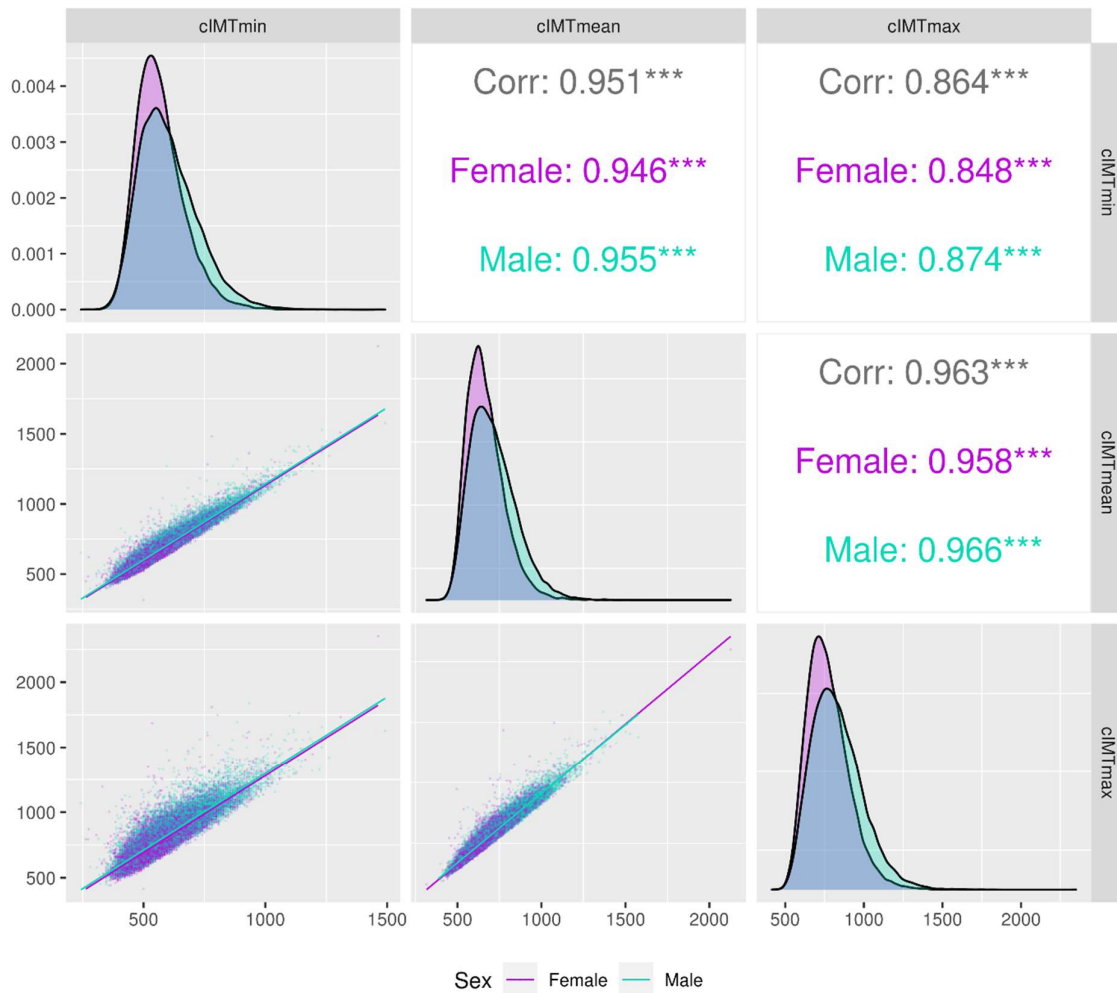 cIMTmin cIMTmean cIMTmax
0.004
0.003
0.002
0.001
0.000
Corr: 0.951***
Female: 0.946***
Male: 0.955***
Corr: 0.864***
Female: 0.848***
Male: 0.874***
cIMTmin
2000
1500
1000
500
Corr: 0.963***
Female: 0.958***
Male: 0.966***
cIMTmean
2000
1500
1000
500
cIMTmax
500 1000 1500
500 1000 1500 2000
500 1000 1500 2000
Sex Female Male